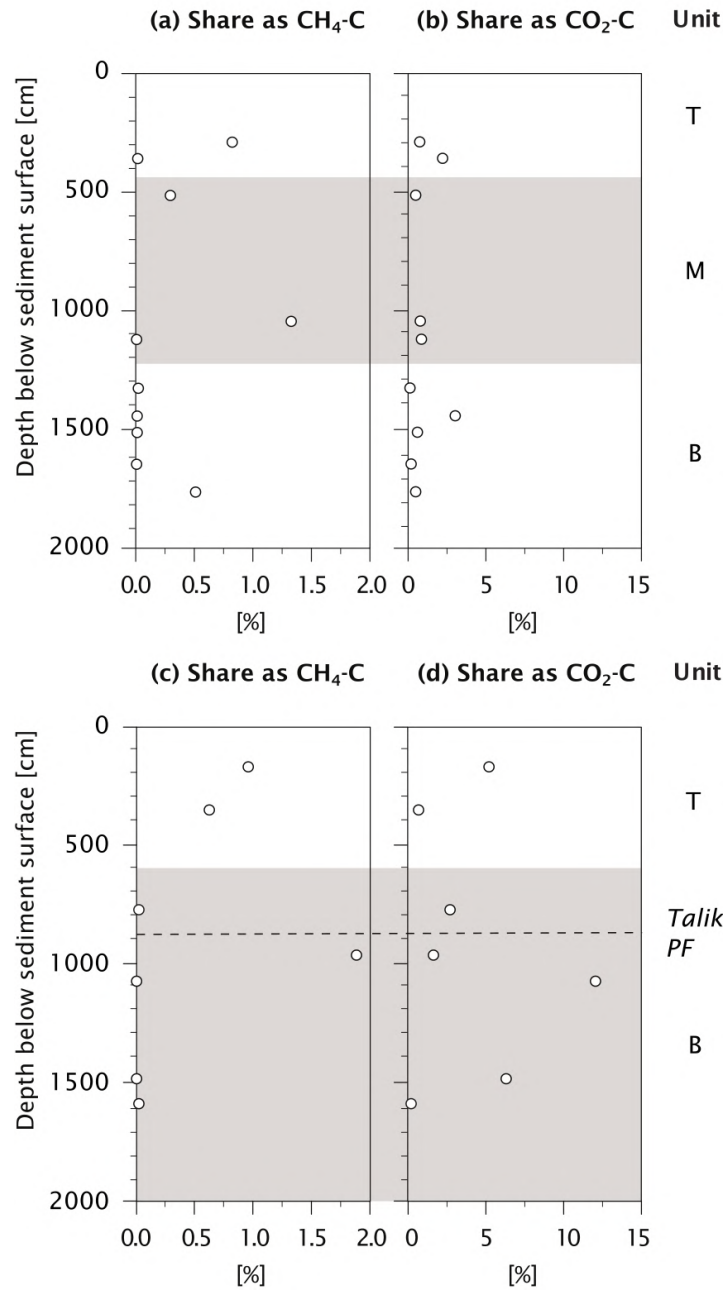 (a) Share as CH₄-C (b) Share as CO₂-C Unit
Depth below sediment surface [cm]
0
500
1000
1500
2000
T
M
B
0.0 0.5 1.0 1.5 2.0 0 5 10 15
[%] [%]
(c) Share as CH₄-C (d) Share as CO₂-C Unit
Depth below sediment surface [cm]
0
500
1000
1500
2000
T
Talik
PF
B
0.0 0.5 1.0 1.5 2.0 0 5 10 15
[%] [%]